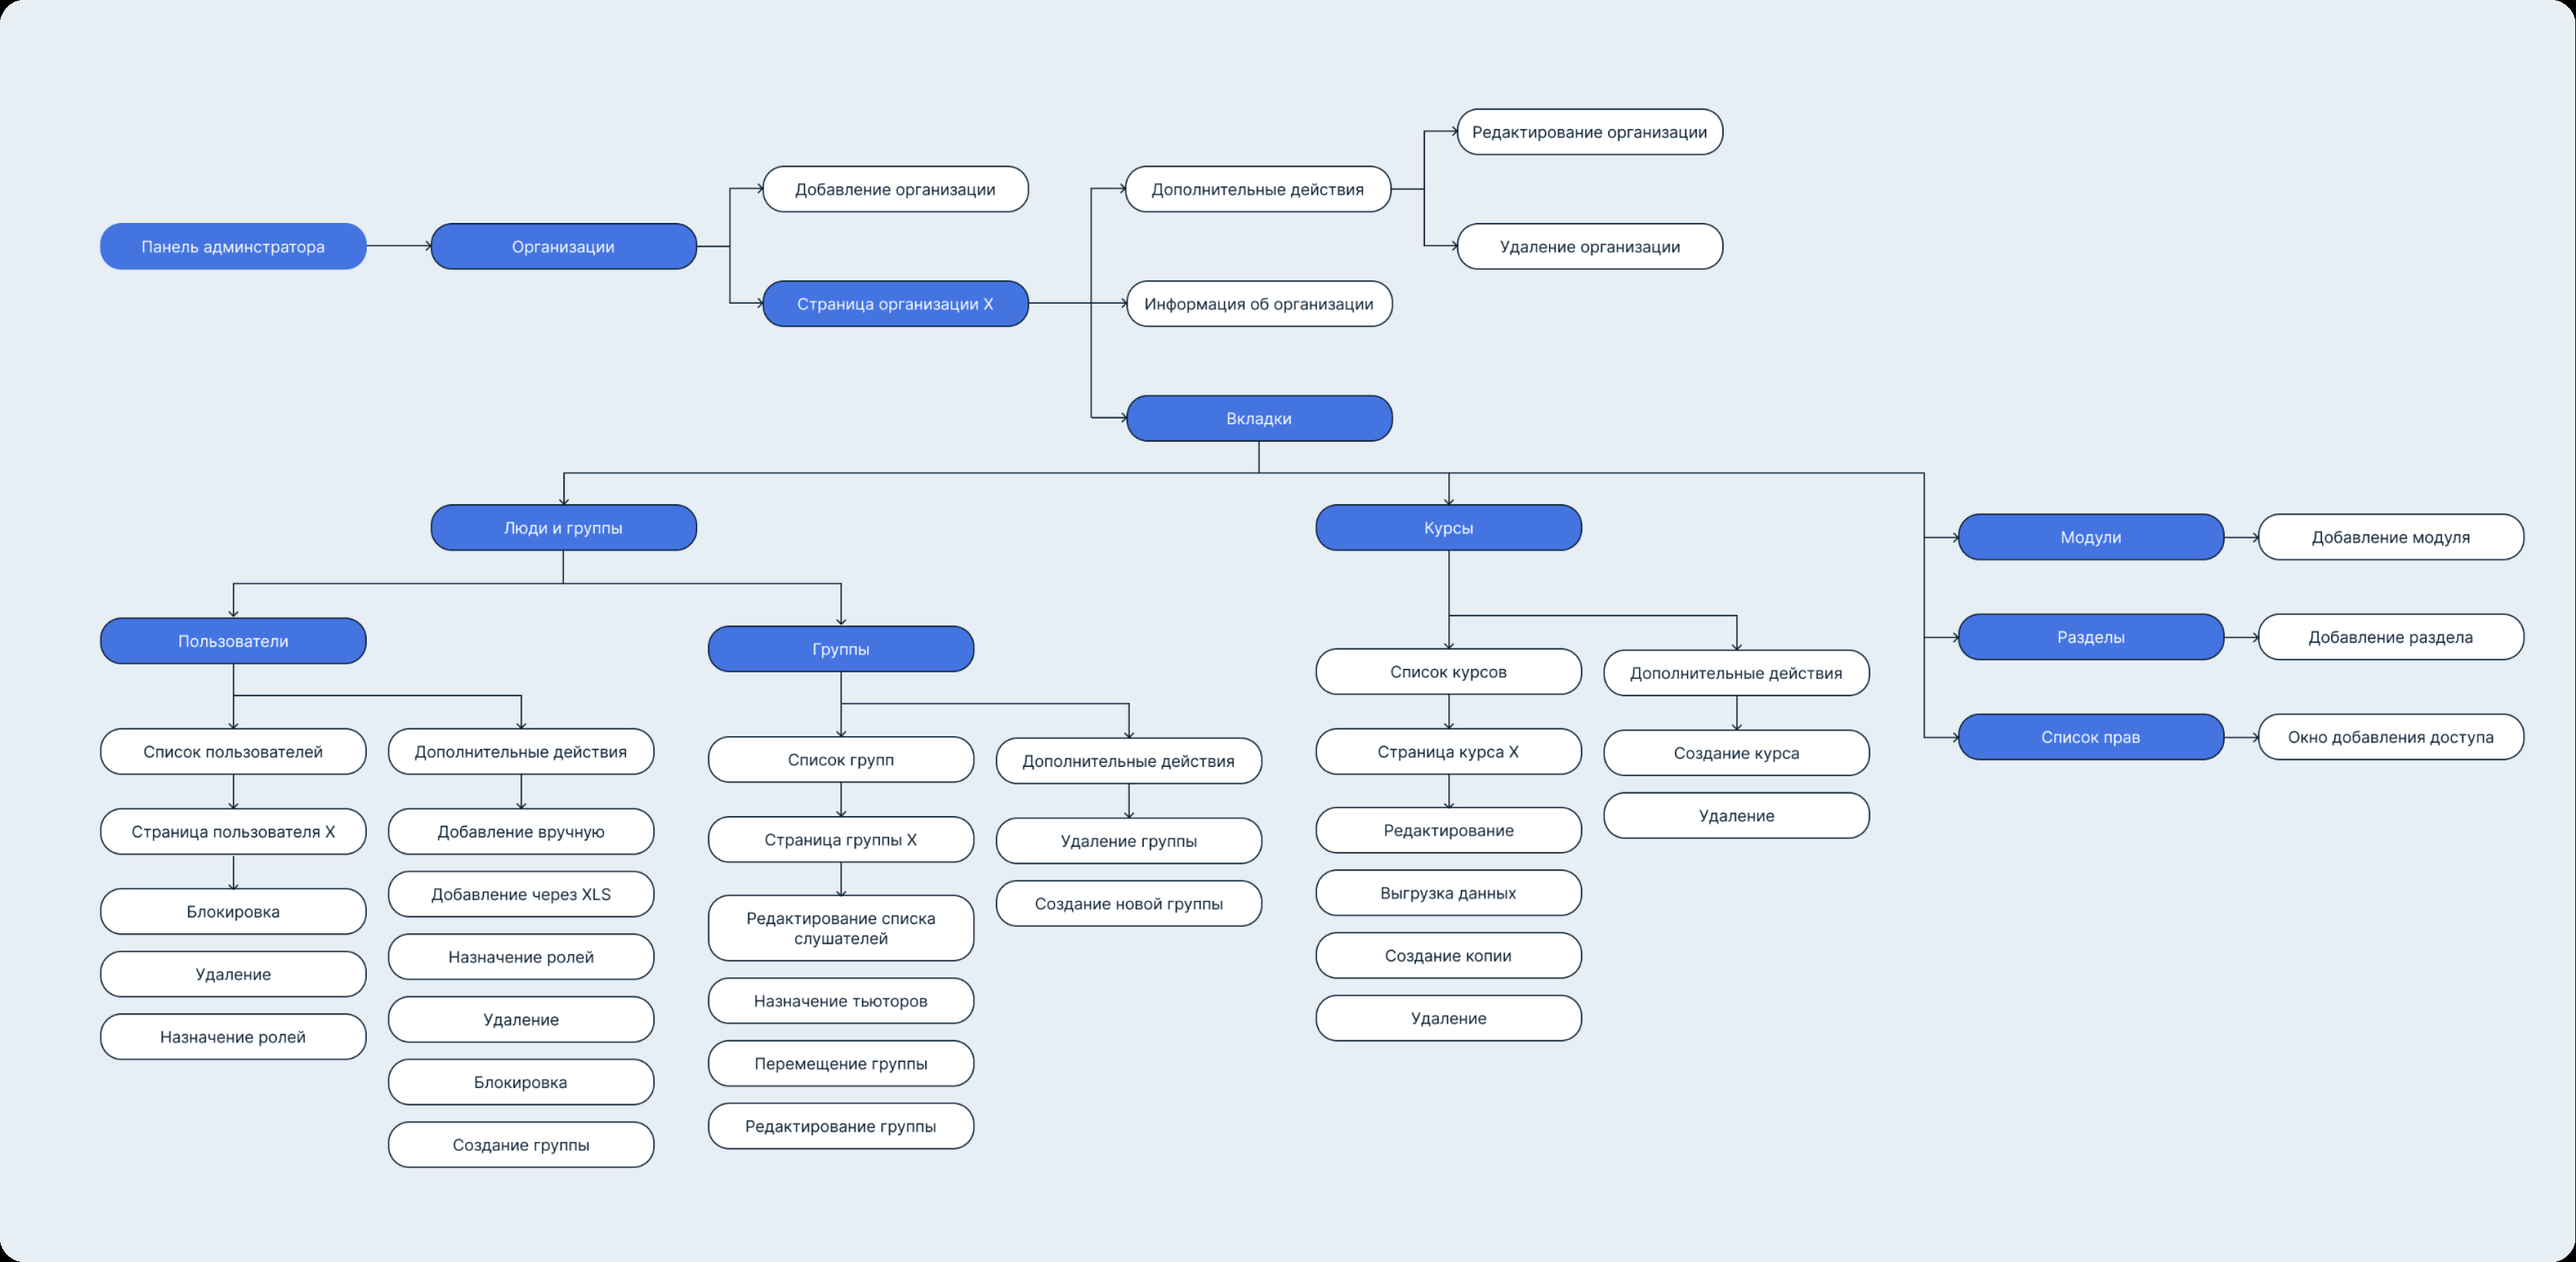 Редактирование организации
Добавление организации
Дополнительные действия
Панель админстратора
Организации
Удаление организации
Страница организации X
Информация об организации
Вкладки
Люди и группы
Курсы
Модули
Добавление модуля
Разделы
Добавление раздела
Список прав
Окно добавления доступа
Пользователи
Список пользователей
Страница пользователя X
Блокировка
Удаление
Назначение ролей
Дополнительные действия
Добавление вручную
Добавление через XLS
Назначение ролей
Удаление
Блокировка
Создание группы
Группы
Список групп
Страница группы X
Редактирование списка
слушателей
Назначение тьюторов
Перемещение группы
Редактирование группы
Дополнительные действия
Удаление группы
Создание новой группы
Список курсов
Страница курса X
Редактирование
Выгрузка данных
Создание копии
Удаление
Дополнительные действия
Создание курса
Удаление